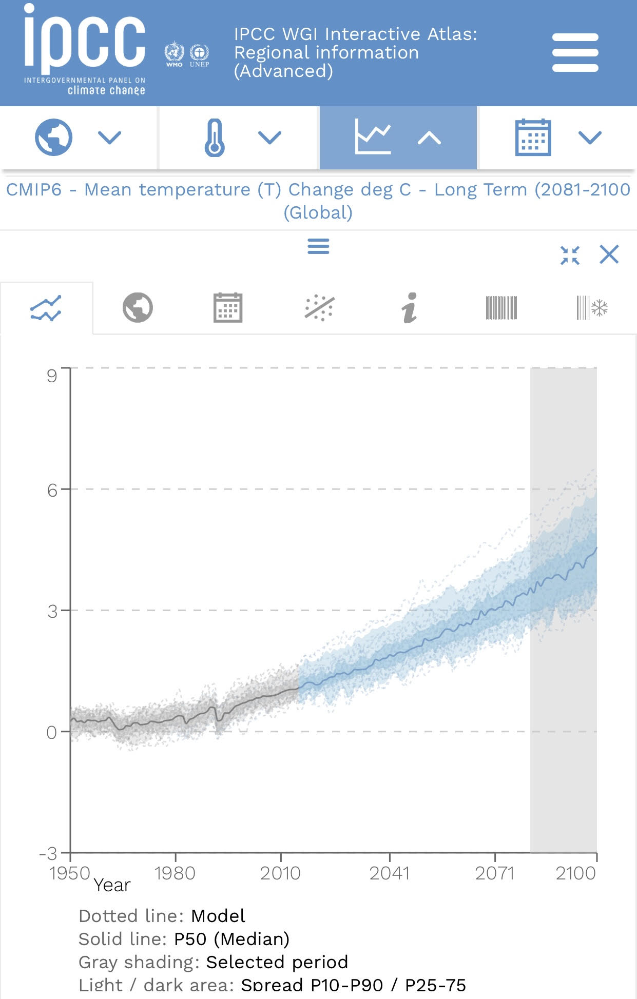 ipcc
INTERGOVERNMENTAL PANEL ON
climate change
WMO UNEP
IPCC WGI Interactive Atlas:
Regional information
(Advanced)
CMIP6 - Mean temperature (T) Change deg C - Long Term (2081-2100
(Global)
9
6
3
0
-3
1950 1980 2010 2041 2071 2100
Year
Dotted line: Model
Solid line: P50 (Median)
Gray shading: Selected period
Light / dark area: Spread P10-P90 / P25-75